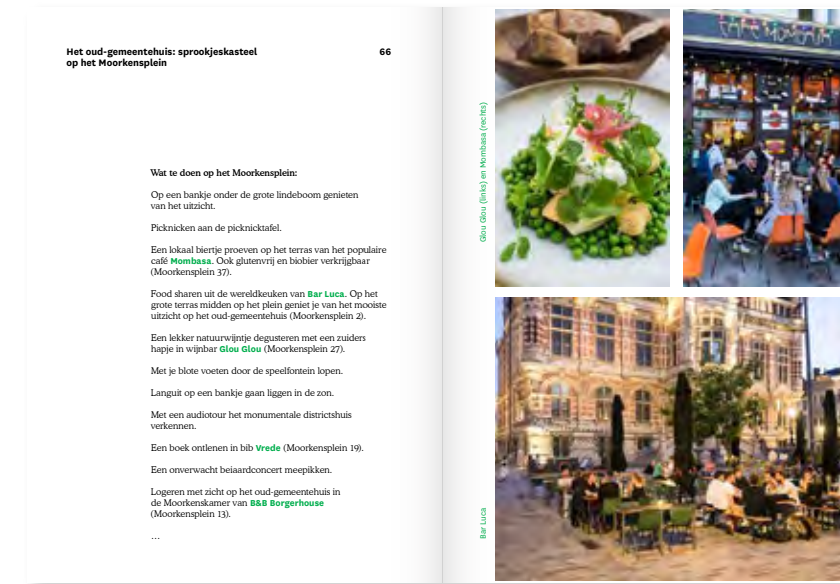 Het oud-gemeentehuis: sprookjeskasteel
op het Moorkensplein
66
Wat te doen op het Moorkensplein:
Op een bankje onder de grote lindeboom genieten
van het uitzicht.
Picknicken aan de picknicktafel.
Een lokaal biertje proeven op het terras van het populaire
café Mombasa. Ook glutenvrij en biobier verkrijgbaar
(Moorkensplein 37).
Food sharen uit de wereldkeuken van Bar Luca. Op het
grote terras midden op het plein geniet je van het mooiste
uitzicht op het oud-gemeentehuis (Moorkensplein 2).
Een lekker natuurwijntje degusteren met een zuiders
hapje in wijnbar Glou Glou (Moorkensplein 27).
Met je blote voeten door de speelfontein lopen.
Languit op een bankje gaan liggen in de zon.
Met een audiotour het monumentale districtshuis
verkennen.
Een boek ontlenen in bib Vrede (Moorkensplein 19).
Een onverwacht beiaardconcert meepikken.
Logeren met zicht op het oud-gemeentehuis in
de Moorkenskamer van B&B Borgerhouse
(Moorkensplein 13).
…
Glou Glou (links) en Mombasa (rechts)
CAFÉ MOMBASA
Bar Luca